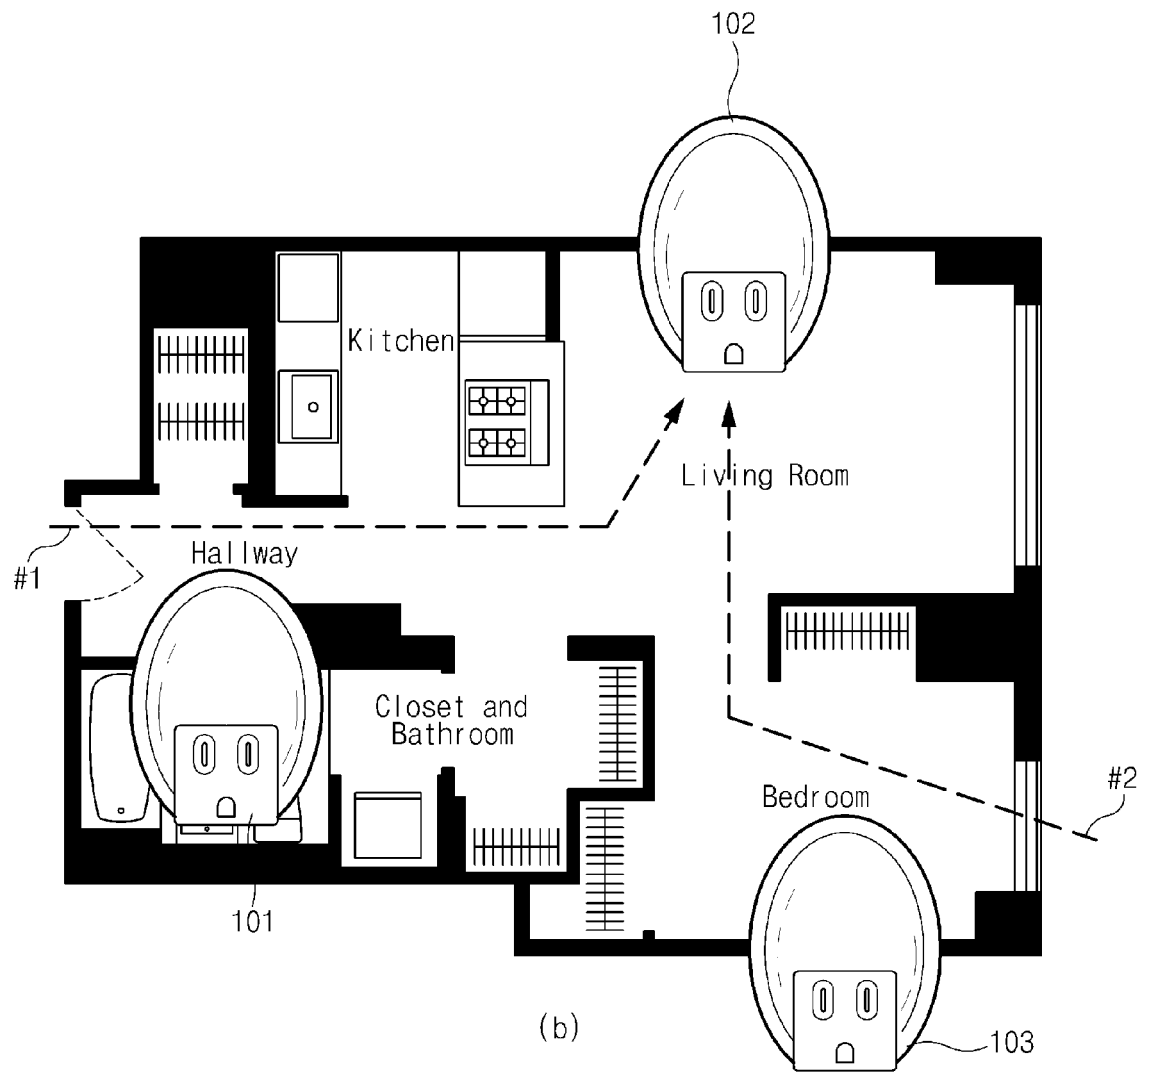 102
Kitchen
Living Room
#1
Hallway
Closet and
Bathroom
Bedroom
#2
101
(b)
103